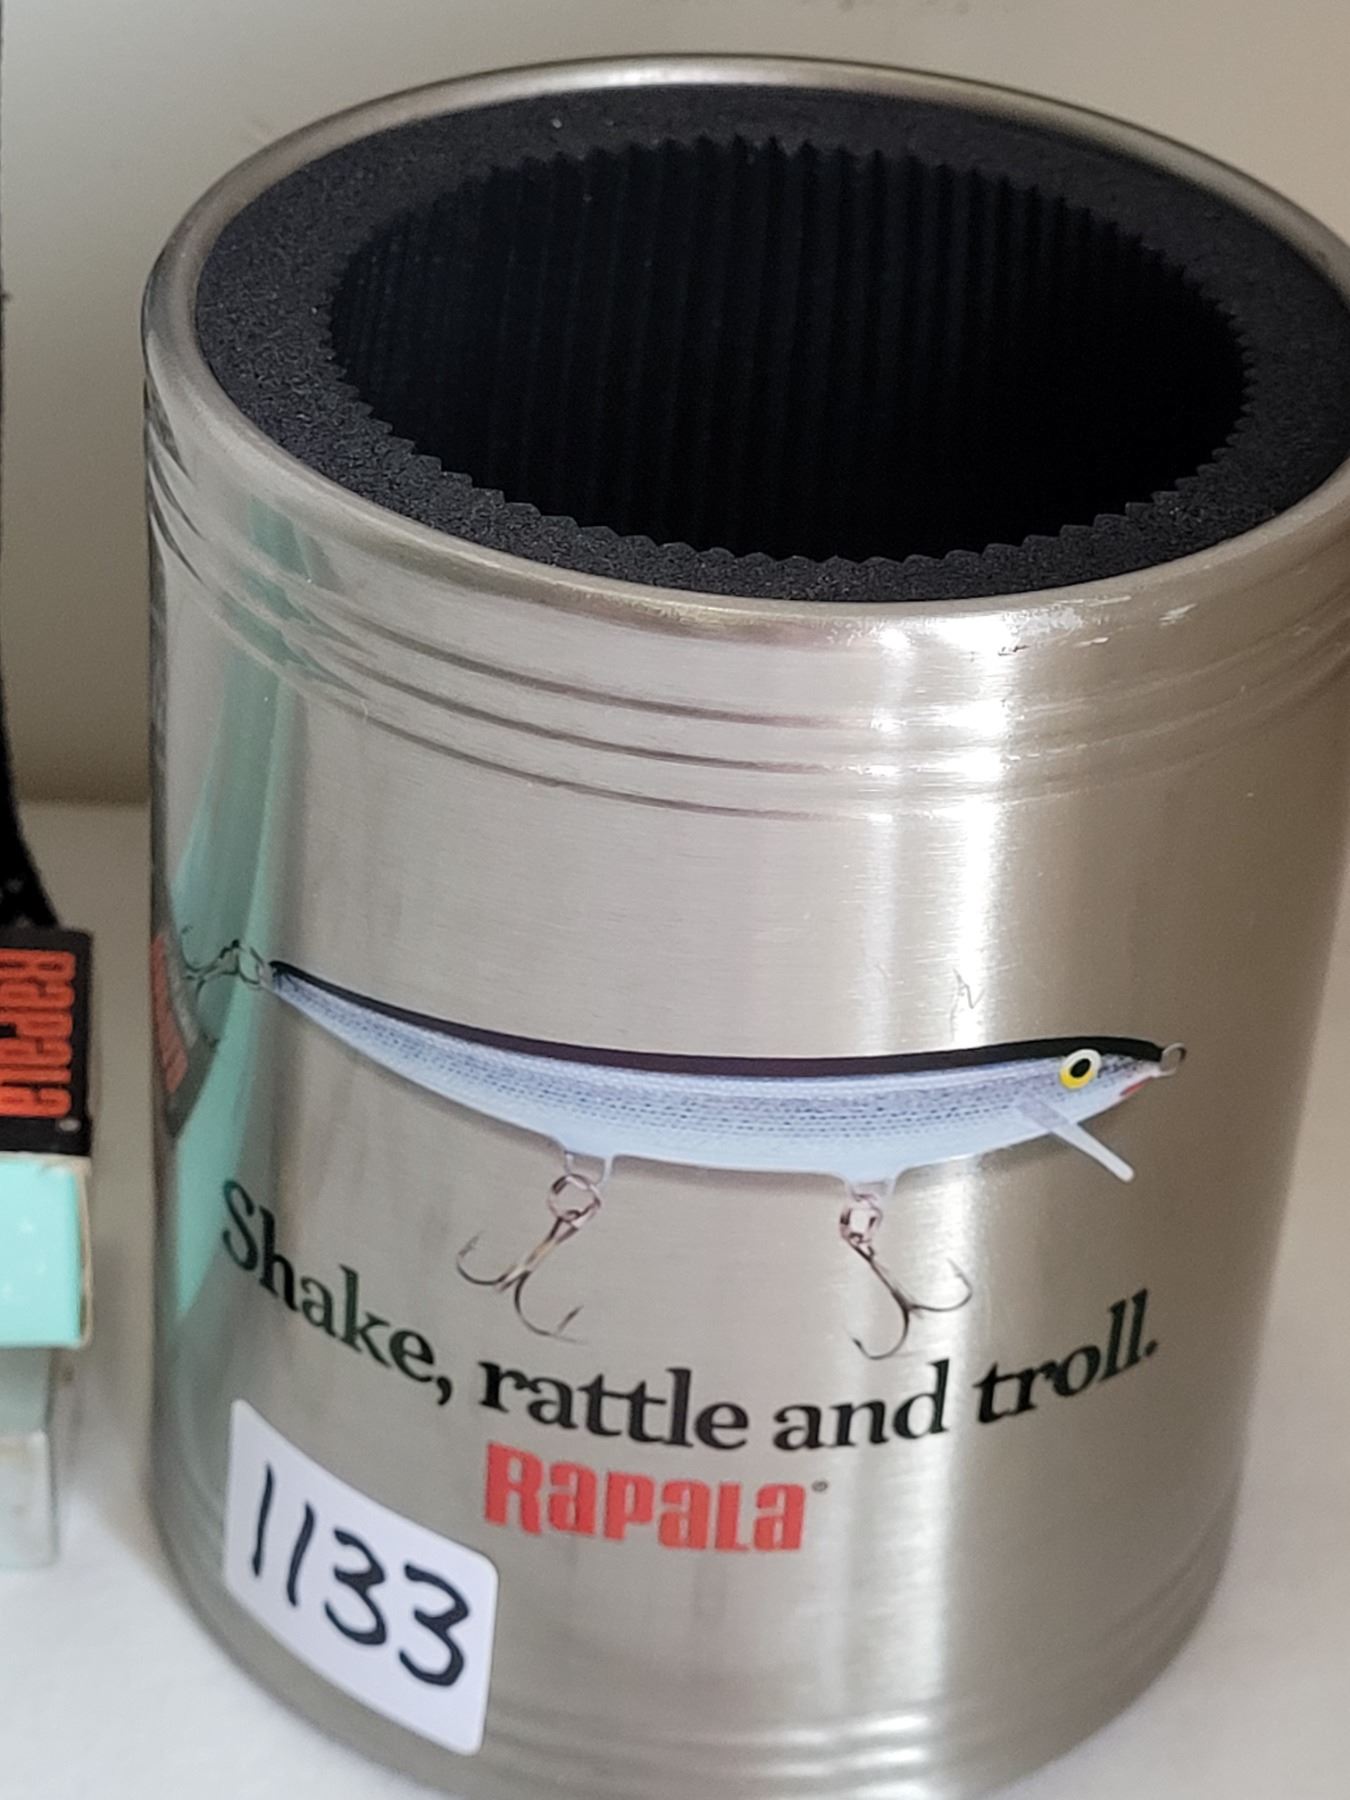 Shake, rattle and troll.
Rapala®
1133
Rapala®